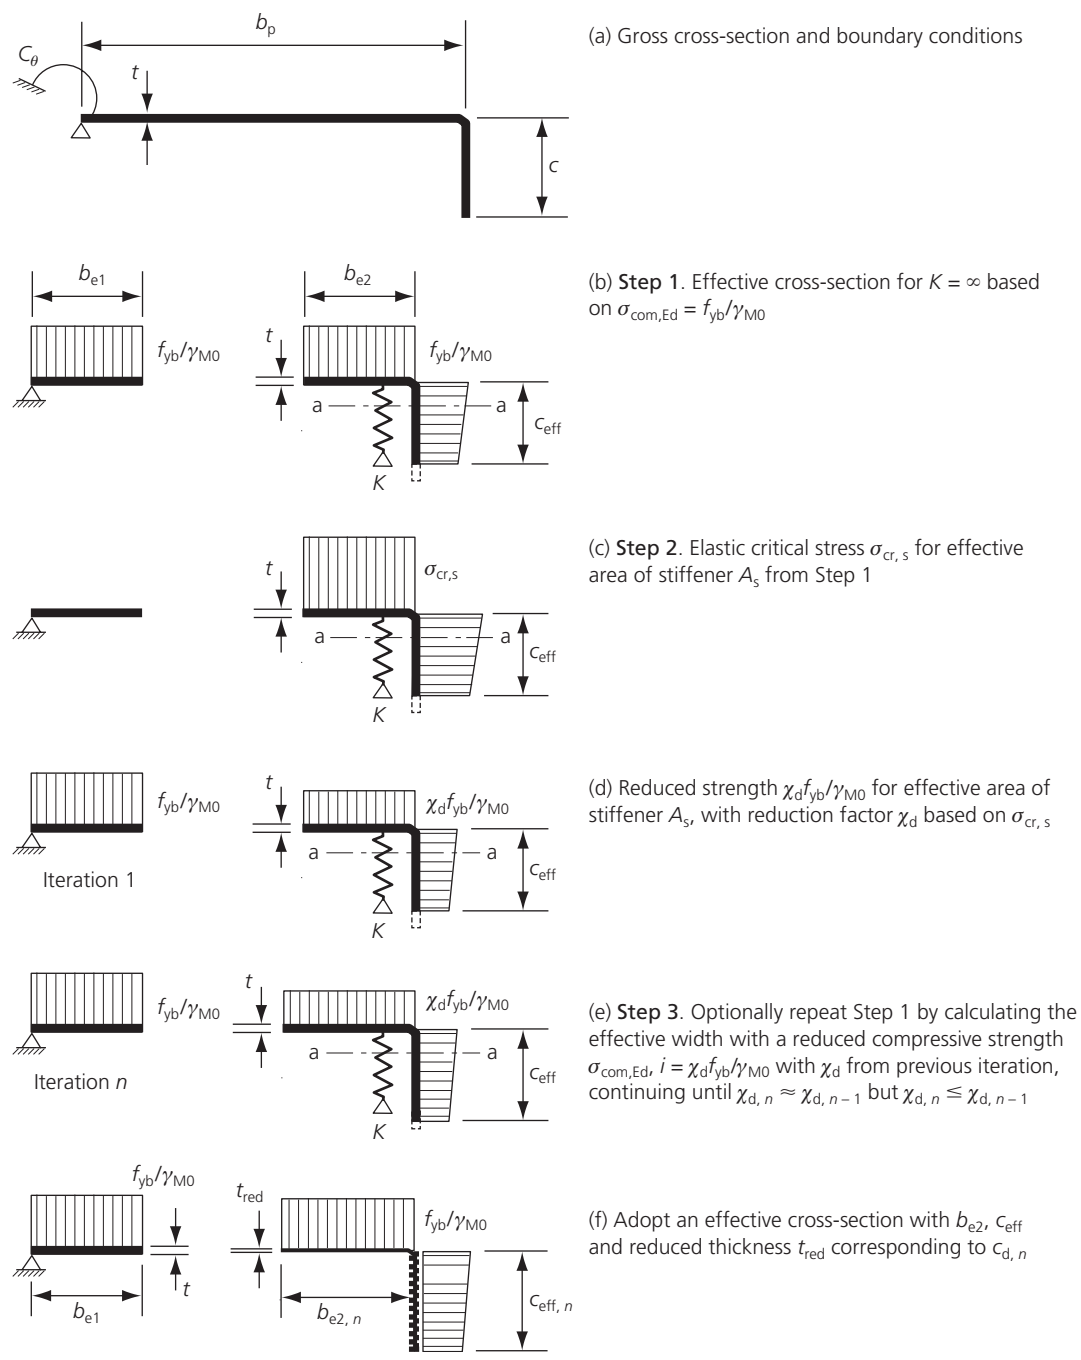 b_p
(a) Gross cross-section and boundary conditions
C_θ
t
c
b_e1
b_e2
(b) Step 1. Effective cross-section for K = ∞ based
on σ_com,Ed = f_yb/γ_M0
f_yb/γ_M0
t
f_yb/γ_M0
a
a
c_eff
K
(c) Step 2. Elastic critical stress σ_cr, s for effective
area of stiffener A_s from Step 1
t
σ_cr,s
a
a
c_eff
K
(d) Reduced strength χ_d f_yb/γ_M0 for effective area of
stiffener A_s, with reduction factor χ_d based on σ_cr, s
f_yb/γ_M0
t
χ_d f_yb/γ_M0
a
a
c_eff
Iteration 1
K
f_yb/γ_M0
t
χ_d f_yb/γ_M0
(e) Step 3. Optionally repeat Step 1 by calculating the
effective width with a reduced compressive strength
σ_com,Ed, i = χ_d f_yb/γ_M0 with χ_d from previous iteration,
continuing until χ_d, n ≈ χ_d, n – 1 but χ_d, n ≤ χ_d, n – 1
a
a
c_eff
Iteration n
K
f_yb/γ_M0
t_red
f_yb/γ_M0
(f) Adopt an effective cross-section with b_e2, c_eff
and reduced thickness t_red corresponding to c_d, n
t
b_e1
b_e2, n
c_eff, n